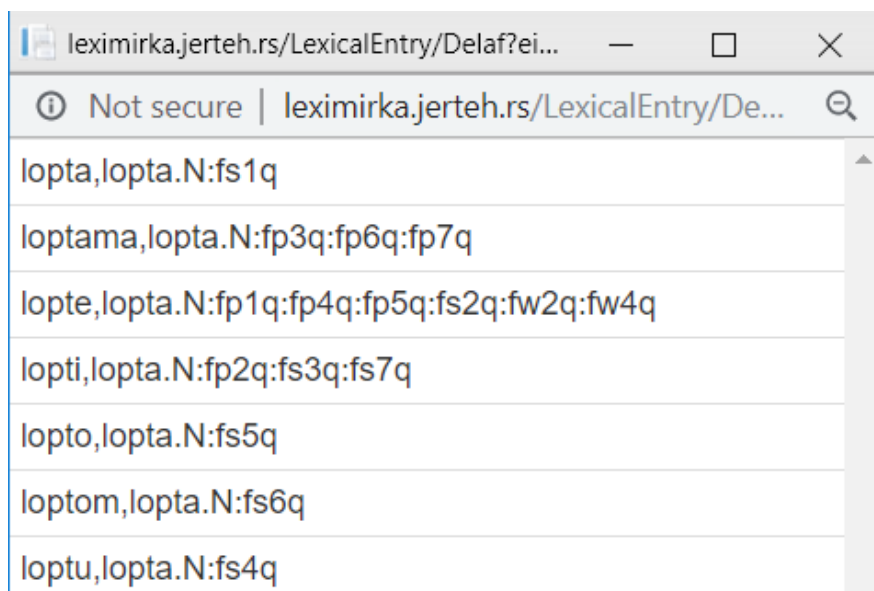 leximirka.jerteh.rs/LexicalEntry/Delaf?ei...
Not secure | leximirka.jerteh.rs/LexicalEntry/De...
lopta,lopta.N:fs1q
loptama,lopta.N:fp3q:fp6q:fp7q
lopte,lopta.N:fp1q:fp4q:fp5q:fs2q:fw2q:fw4q
lopti,lopta.N:fp2q:fs3q:fs7q
lopto,lopta.N:fs5q
loptom,lopta.N:fs6q
loptu,lopta.N:fs4q